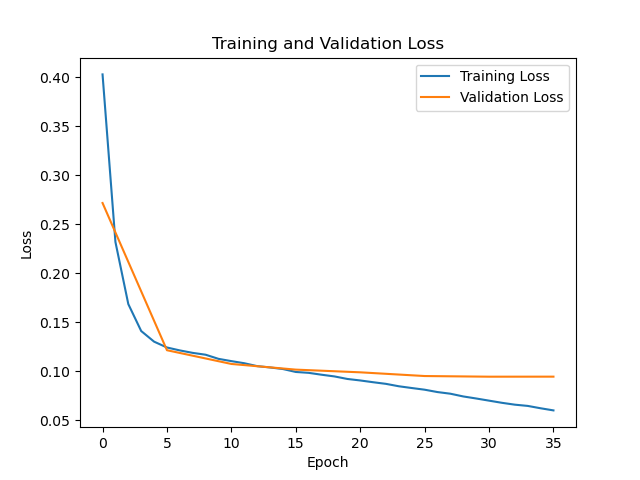 Training and Validation Loss
Training Loss
Validation Loss
Loss
0.40
0.35
0.30
0.25
0.20
0.15
0.10
0.05
0 5 10 15 20 25 30 35
Epoch